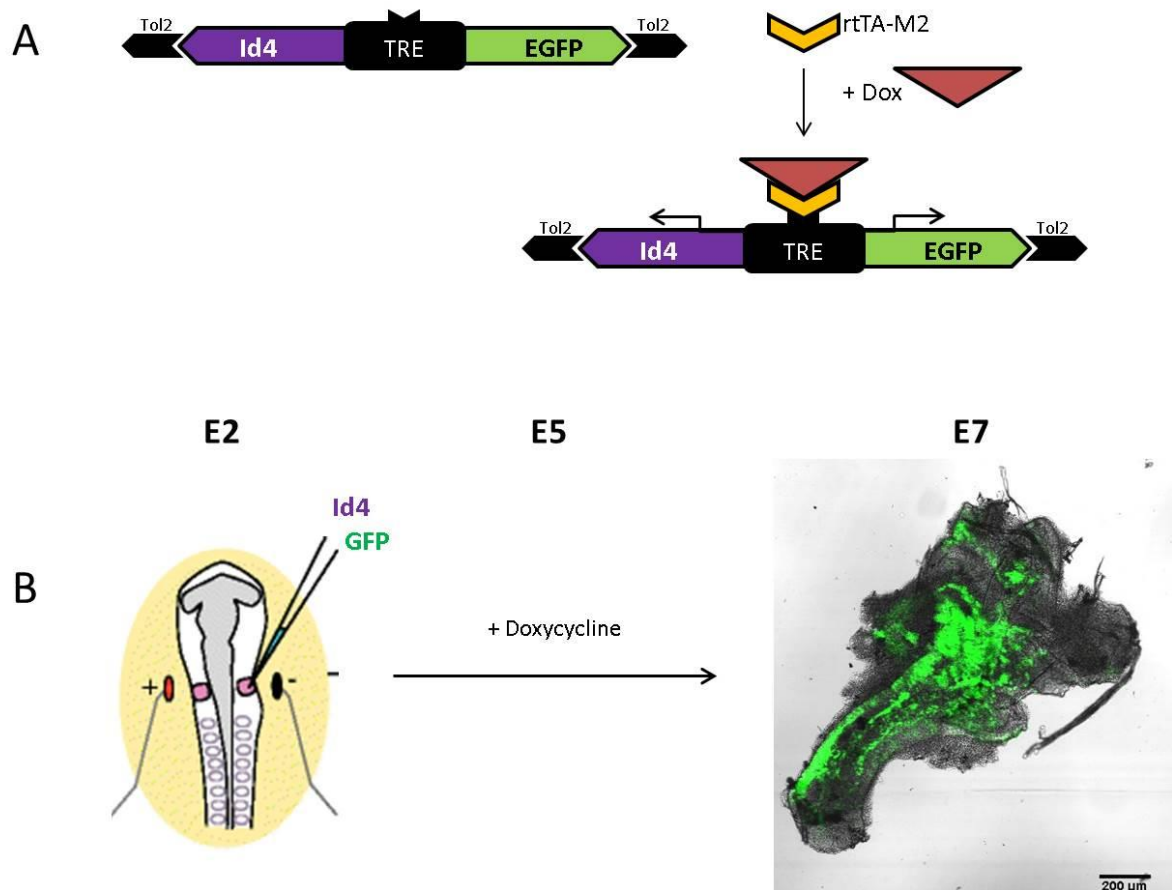 A
Tol2
Id4
TRE
EGFP
Tol2
rtTA-M2
+ Dox
Tol2
Id4
TRE
EGFP
Tol2
E2
E5
E7
B
Id4
GFP
+ Doxycycline
+
-
-
200 µm